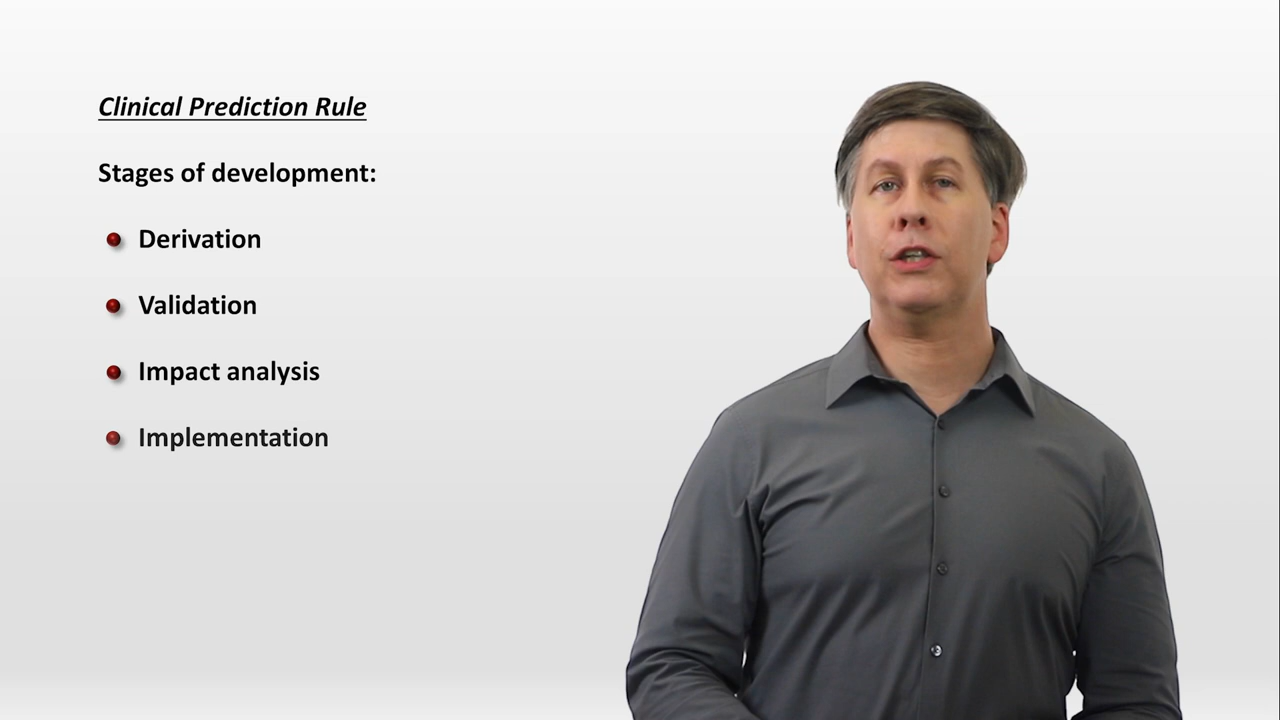 Clinical Prediction Rule
Stages of development:
Derivation
Validation
Impact analysis
Implementation